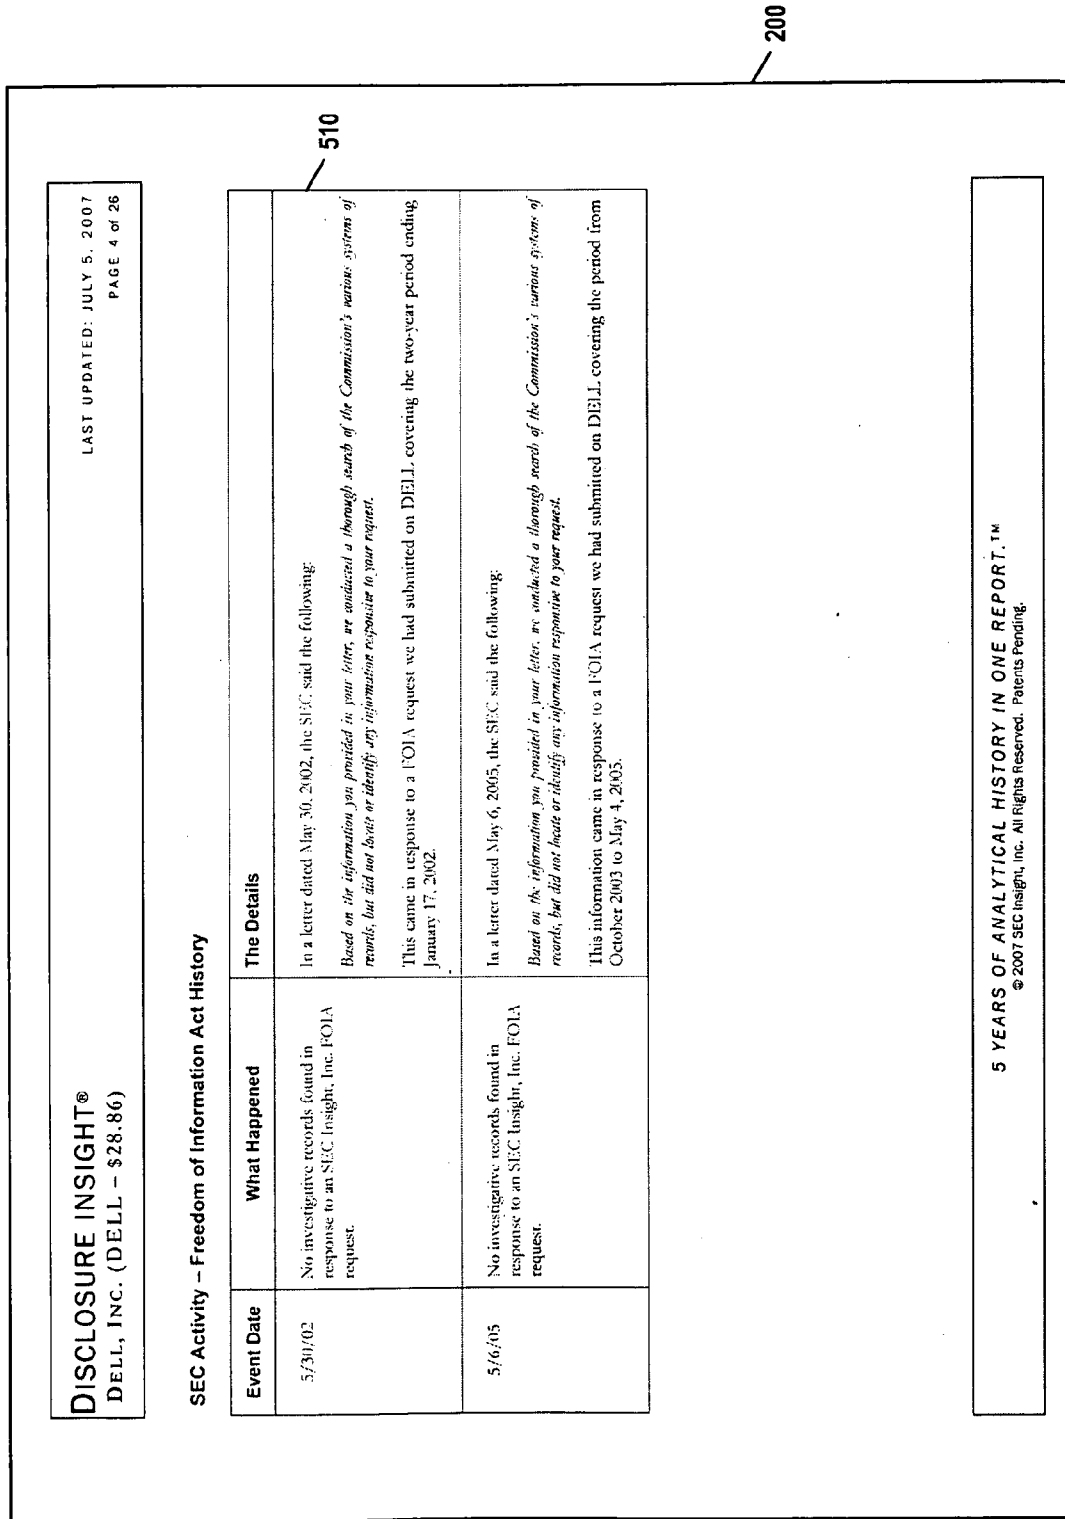 DISCLOSURE INSIGHT®
LAST UPDATED: JULY 5, 2007
DELL, INC. (DELL – $28.86)
PAGE 4 of 26
SEC Activity – Freedom of Information Act History
Event Date
What Happened
The Details
5/30/02
No investigative records found in
response to an SEC Insight, Inc. FOIA
request.
In a letter dated May 30, 2002, the SEC said the following:
Based on the information you provided in your letter, we conducted a thorough search of the Commission's various systems of
records, but did not locate or identify any information responsive to your request.
This came in response to a FOIA request we had submitted on DELL covering the two-year period ending
January 17, 2002.
5/6/05
No investigative records found in
response to an SEC Insight, Inc. FOIA
request.
In a letter dated May 6, 2005, the SEC said the following:
Based on the information you provided in your letter, we conducted a thorough search of the Commission's various systems of
records, but did not locate or identify any information responsive to your request.
This information came in response to a FOIA request we had submitted on DELL covering the period from
October 2003 to May 4, 2005.
510
5 YEARS OF ANALYTICAL HISTORY IN ONE REPORT.™
© 2007 SEC Insight, Inc. All Rights Reserved. Patents Pending.
200